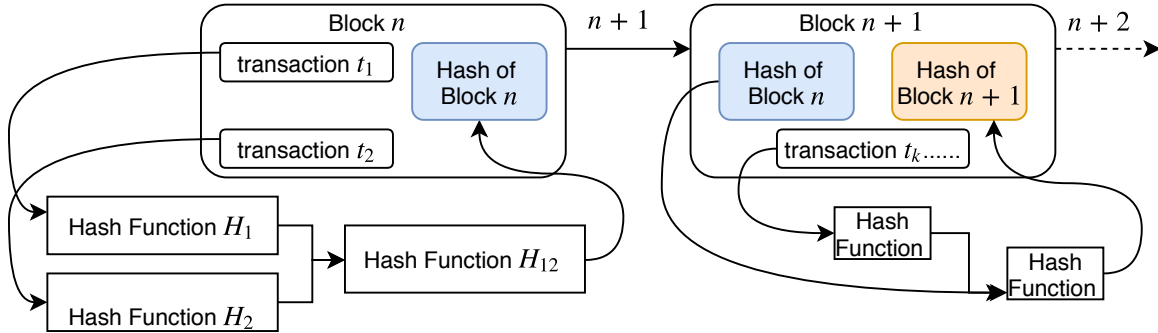 Block n
transaction t₁
Hash of
Block n
transaction t₂
n + 1
Block n + 1
Hash of
Block n
Hash of
Block n + 1
transaction tₖ......
n + 2
Hash Function H₁
Hash Function H₂
Hash Function H₁₂
Hash
Function
Hash
Function